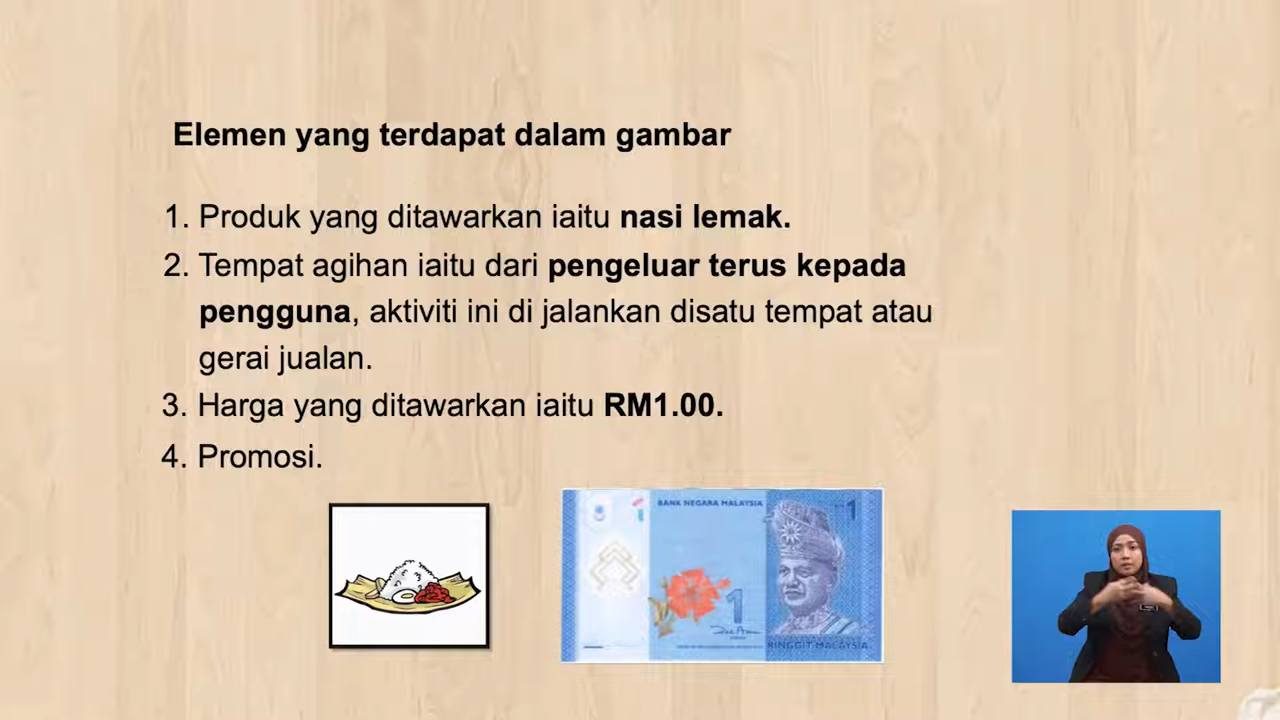 Elemen yang terdapat dalam gambar
1. Produk yang ditawarkan iaitu nasi lemak.
2. Tempat agihan iaitu dari pengeluar terus kepada
pengguna, aktiviti ini di jalankan disatu tempat atau
gerai jualan.
3. Harga yang ditawarkan iaitu RM1.00.
4. Promosi.
BANK NEGARA MALAYSIA
1
1
RINGGIT MALAYSIA